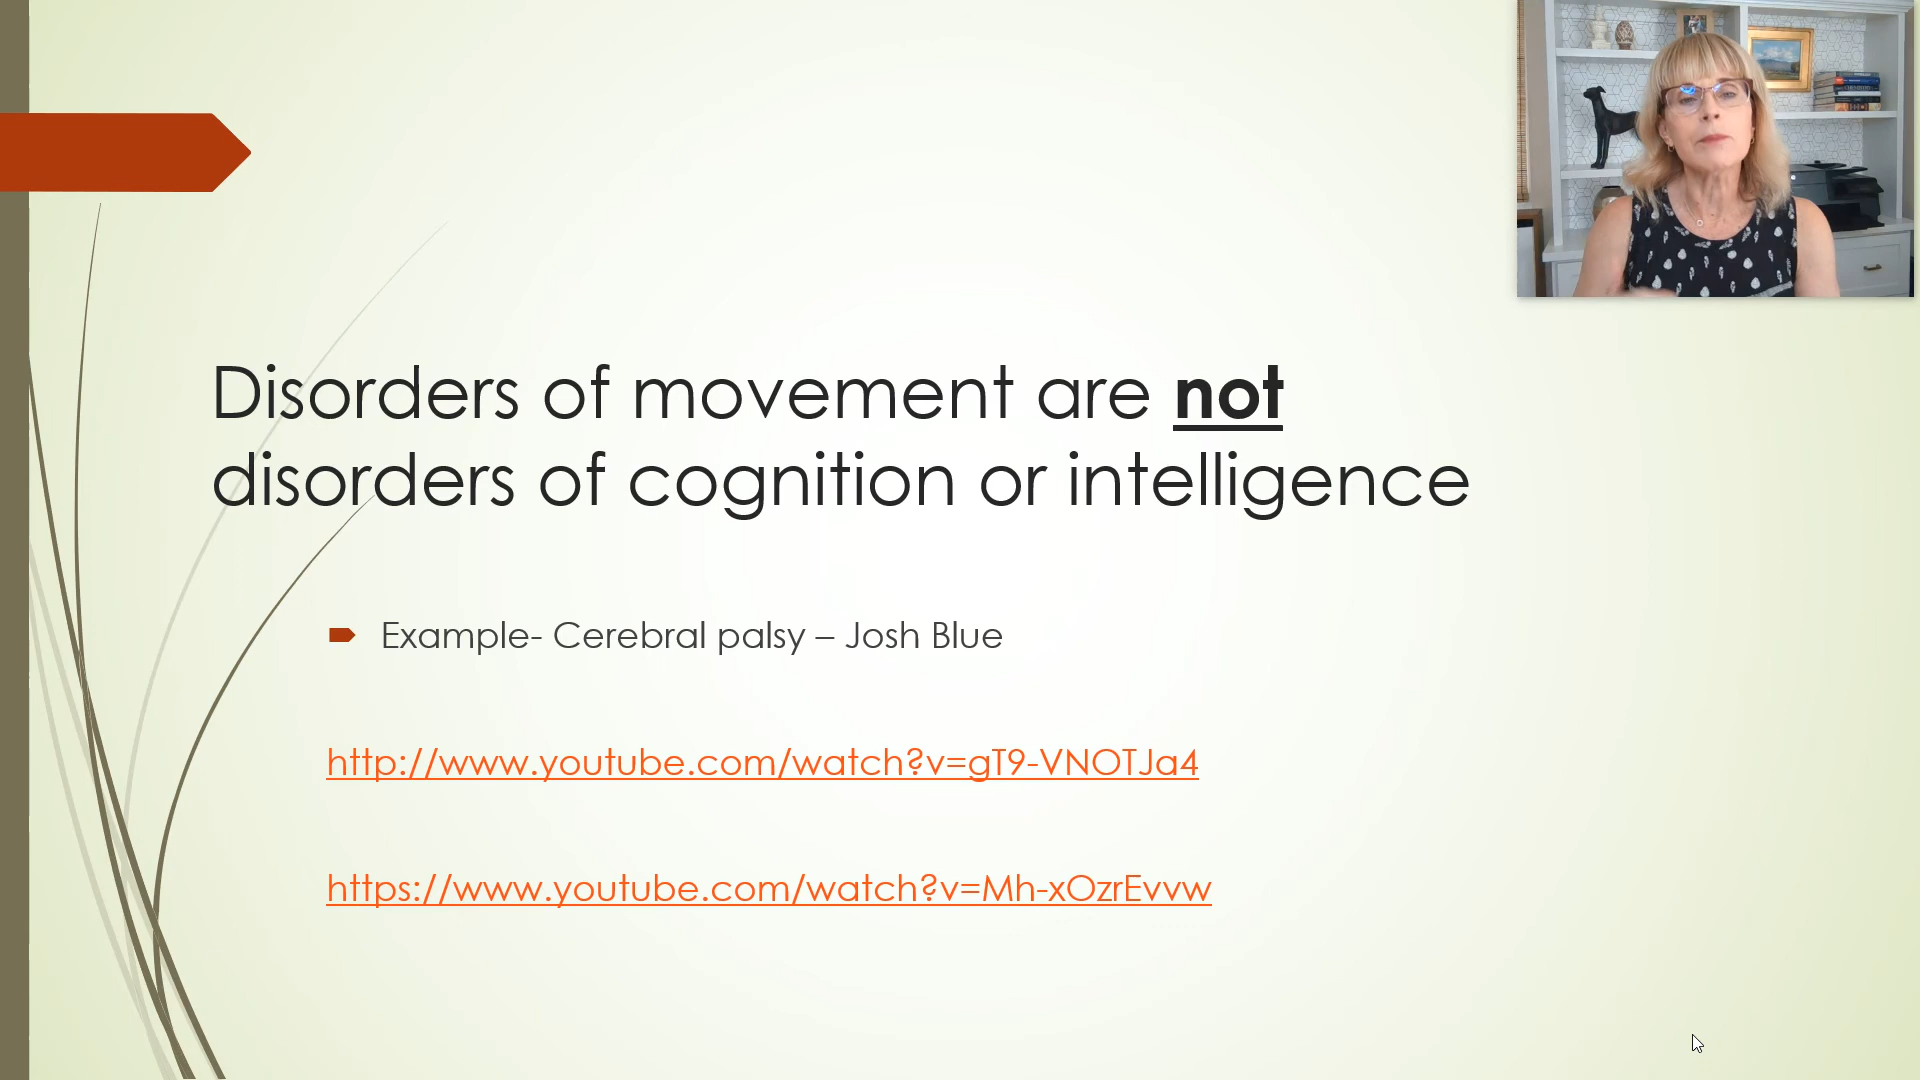 Disorders of movement are not
disorders of cognition or intelligence
Example- Cerebral palsy – Josh Blue
http://www.youtube.com/watch?v=gT9-VNOTJa4
https://www.youtube.com/watch?v=Mh-xOzrEvvw